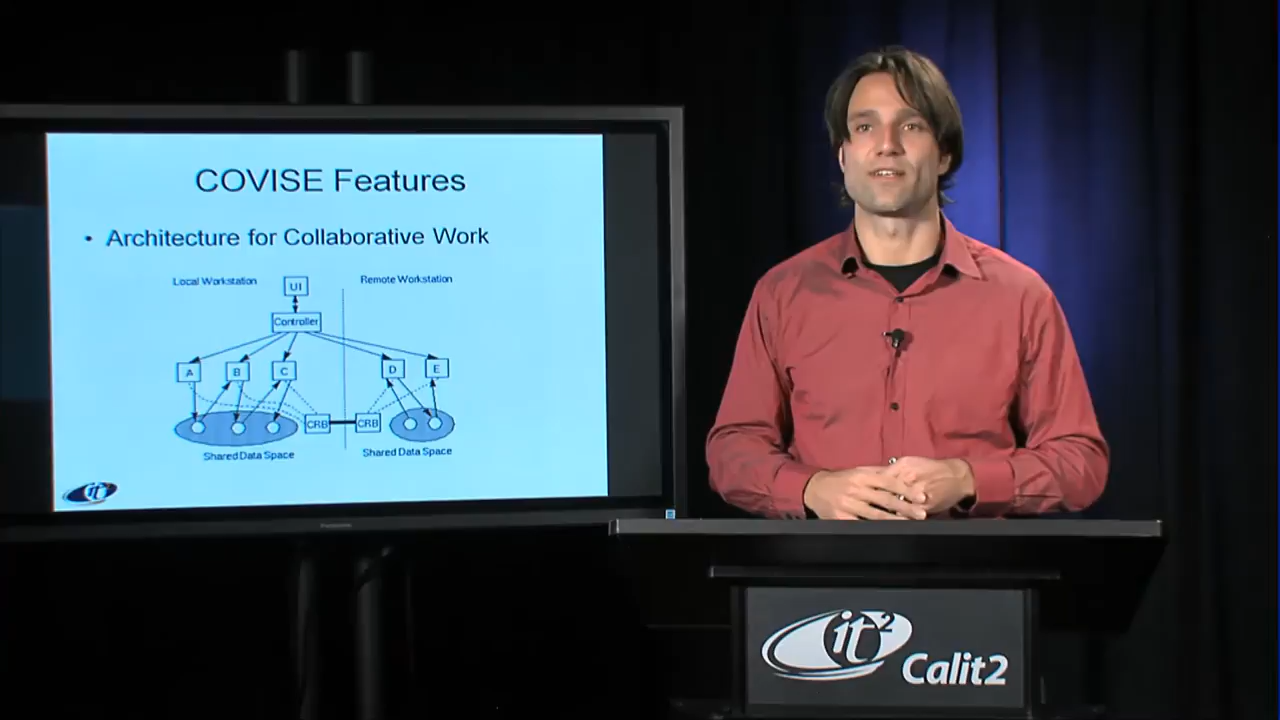 COVISE Features
• Architecture for Collaborative Work
Local Workstation
UI
Remote Workstation
Controller
A
B
C
D
E
CRB
CRB
Shared Data Space
Shared Data Space
it
it2
Calit2